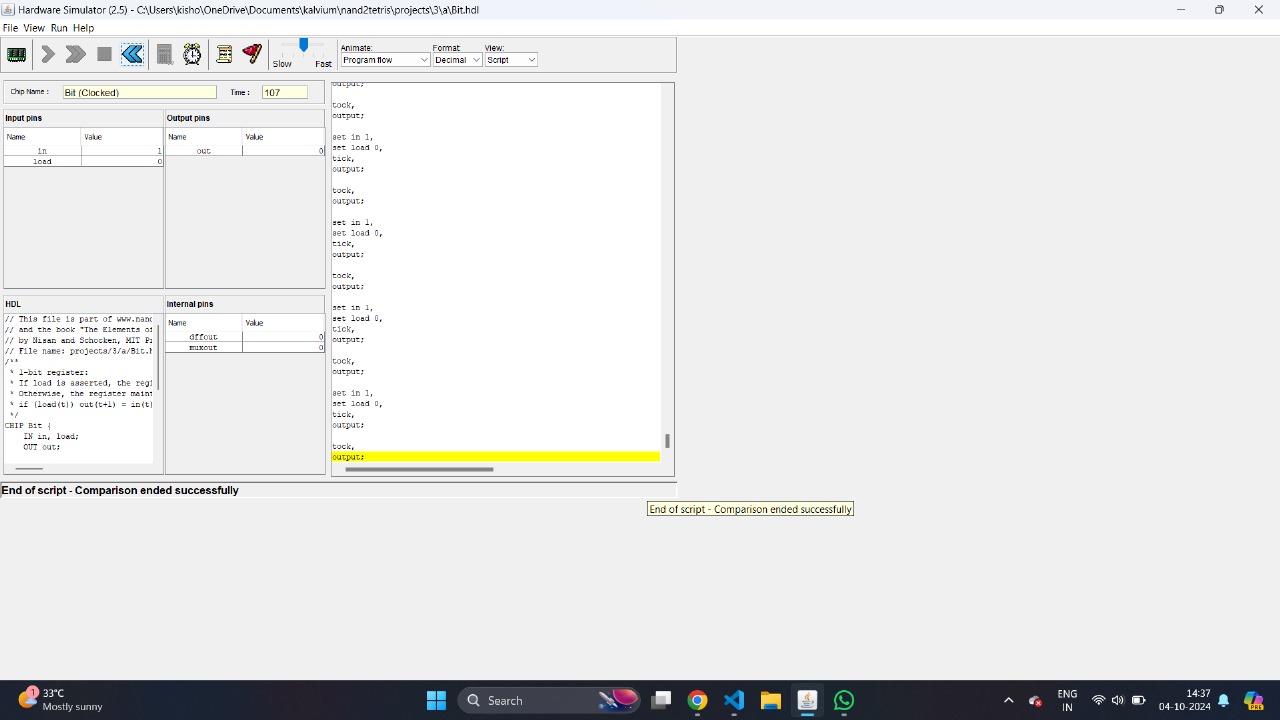 Hardware Simulator (2.5) - C:\Users\kisho\OneDrive\Documents\kalvium\nand2tetris\projects\3\a\Bit.hdl
File View Run Help
Slow Fast
Animate: Format: View:
Program flow Decimal Script
Chip Name : Bit (Clocked) Time : 107
Input pins
Name Value
in 1
load 0
Output pins
Name Value
out 0
HDL
// This file is part of www.nand
// and the book "The Elements of
// by Nisan and Schocken, MIT Pr
// File name: projects/3/a/Bit.h
/**
* 1-bit register:
* If load is asserted, the regi
* Otherwise, the register maint
* if (load(t)) out(t+1) = in(t)
*/
CHIP Bit {
IN in, load;
OUT out;
Internal pins
Name Value
dffout 0
muxout 0
output;
tock,
output;
set in 1,
set load 0,
tick,
output;
tock,
output;
set in 1,
set load 0,
tick,
output;
tock,
output;
set in 1,
set load 0,
tick,
output;
tock,
output;
set in 1,
set load 0,
tick,
output;
tock,
output;
End of script - Comparison ended successfully
End of script - Comparison ended successfully
1
33°C
Mostly sunny
Search
ENG
IN
14:37
04-10-2024
PRE